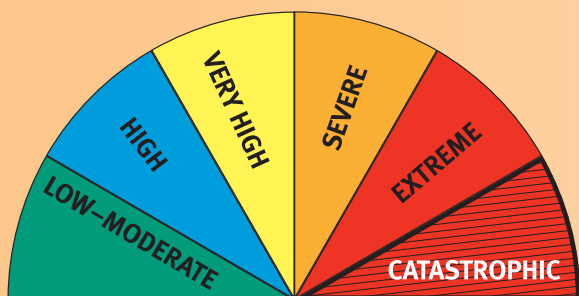 LOW–MODERATE
HIGH
VERY HIGH
SEVERE
EXTREME
CATASTROPHIC